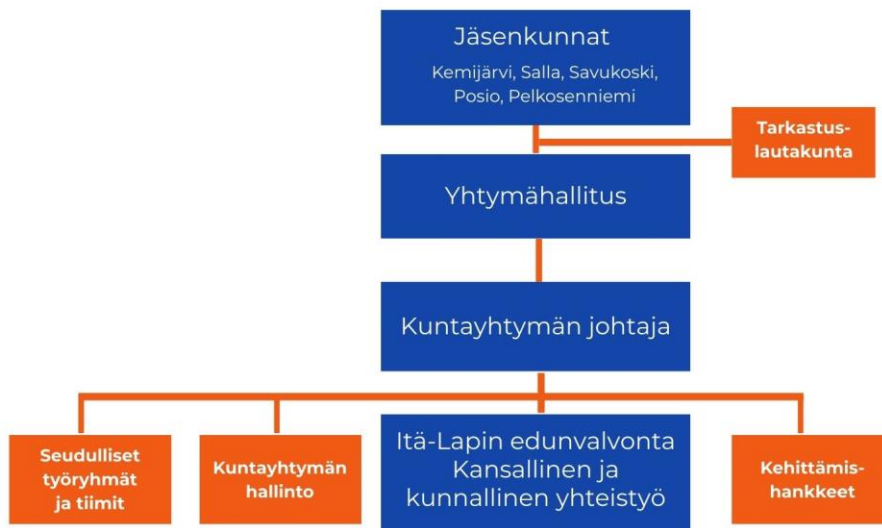 Jäsenkunnat
Kemijärvi, Salla, Savukoski,
Posio, Pelkosenniemi
Tarkastus-
lautakunta
Yhtymähallitus
Kuntayhtymän johtaja
Seudulliset
työryhmät
ja tiimit
Kuntayhtymän
hallinto
Itä-Lapin edunvalvonta
Kansallinen ja
kunnallinen yhteistyö
Kehittämis-
hankkeet